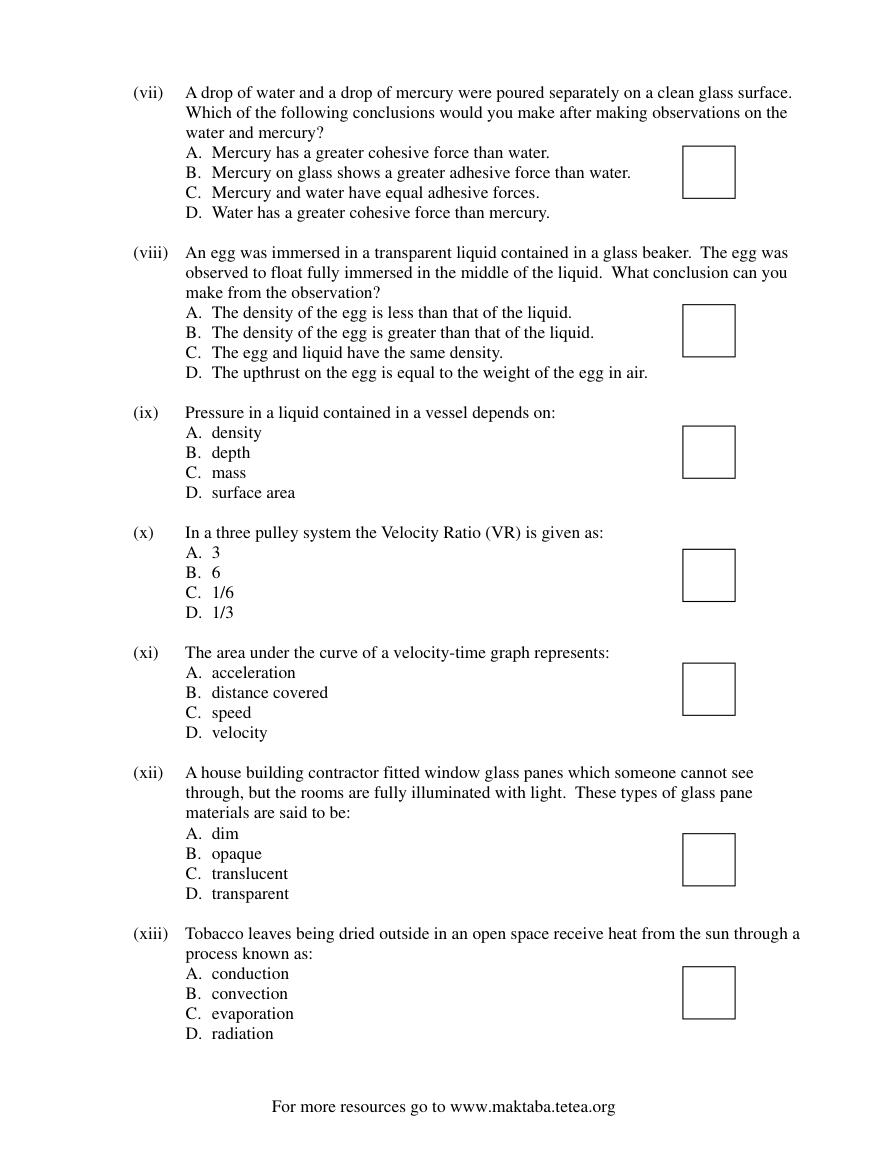 (vii) A drop of water and a drop of mercury were poured separately on a clean glass surface.
Which of the following conclusions would you make after making observations on the
water and mercury?
A. Mercury has a greater cohesive force than water.
B. Mercury on glass shows a greater adhesive force than water.
C. Mercury and water have equal adhesive forces.
D. Water has a greater cohesive force than mercury.
(viii) An egg was immersed in a transparent liquid contained in a glass beaker. The egg was
observed to float fully immersed in the middle of the liquid. What conclusion can you
make from the observation?
A. The density of the egg is less than that of the liquid.
B. The density of the egg is greater than that of the liquid.
C. The egg and liquid have the same density.
D. The upthrust on the egg is equal to the weight of the egg in air.
(ix) Pressure in a liquid contained in a vessel depends on:
A. density
B. depth
C. mass
D. surface area
(x) In a three pulley system the Velocity Ratio (VR) is given as:
A. 3
B. 6
C. 1/6
D. 1/3
(xi) The area under the curve of a velocity-time graph represents:
A. acceleration
B. distance covered
C. speed
D. velocity
(xii) A house building contractor fitted window glass panes which someone cannot see
through, but the rooms are fully illuminated with light. These types of glass pane
materials are said to be:
A. dim
B. opaque
C. translucent
D. transparent
(xiii) Tobacco leaves being dried outside in an open space receive heat from the sun through a
process known as:
A. conduction
B. convection
C. evaporation
D. radiation
For more resources go to www.maktaba.tetea.org